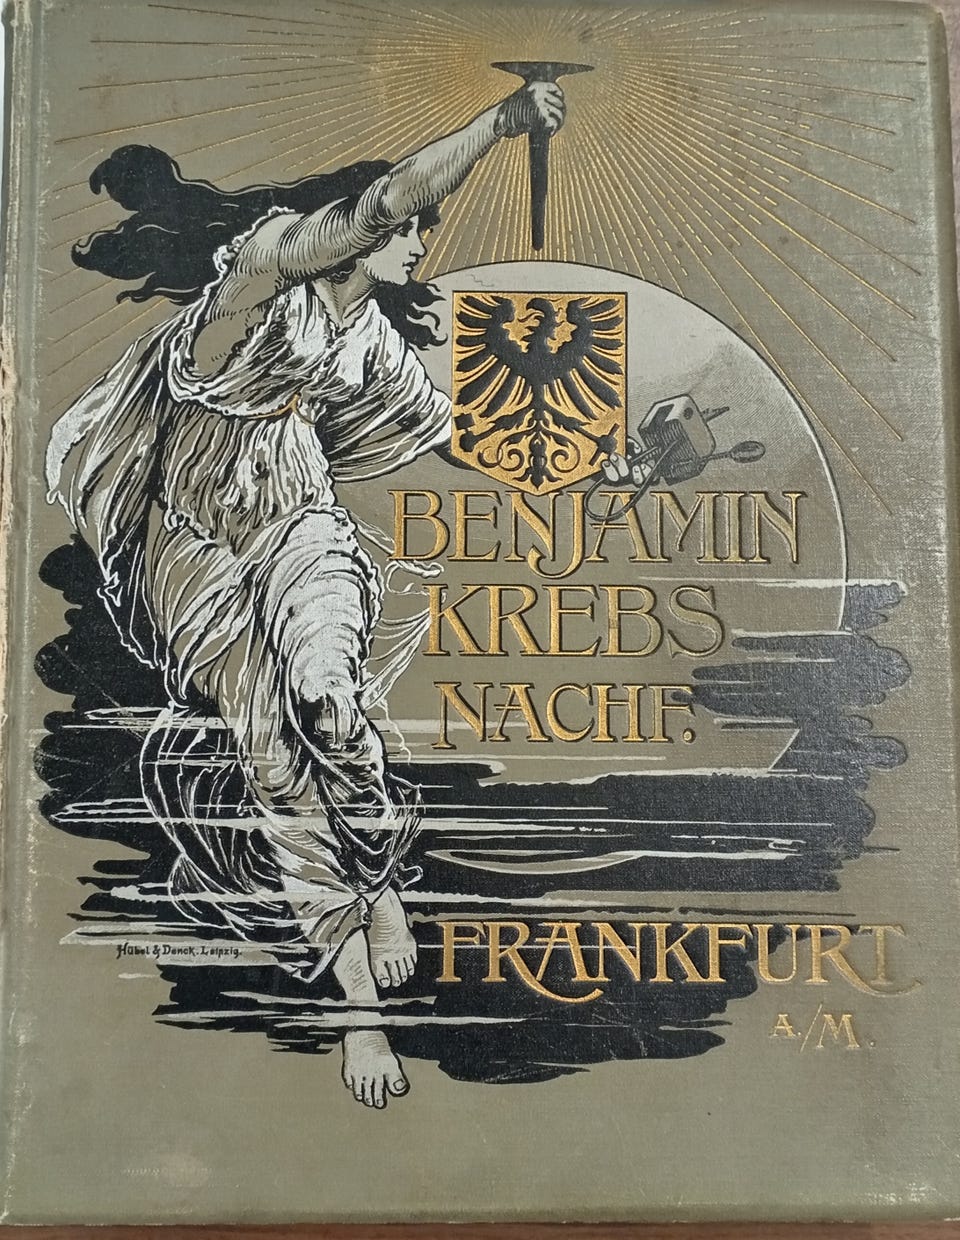 BENJAMIN
KREBS
NACHF.
Hübel & Denck. Leipzig.
FRANKFURT
A./M.